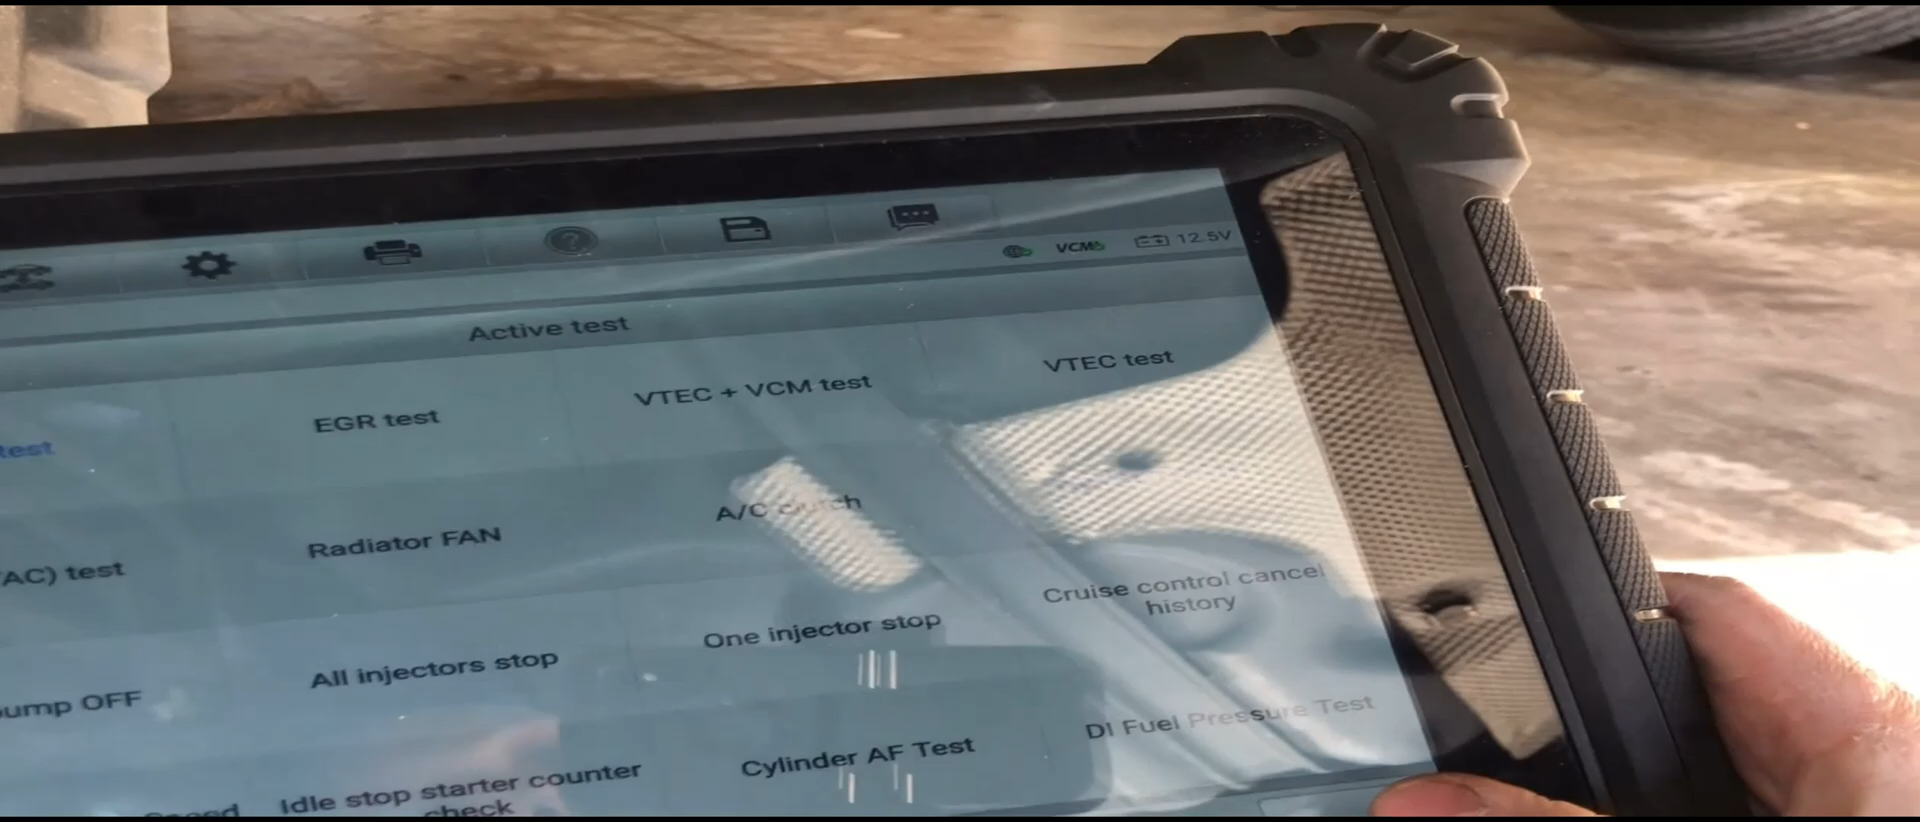 VCM 12.5V
Active test
test
EGR test
VTEC + VCM test
VTEC test
AC) test
Radiator FAN
A/C clutch
Cruise control cancel
history
ump OFF
All injectors stop
One injector stop
Idle stop starter counter
check
Cylinder AF Test
DI Fuel Pressure Test